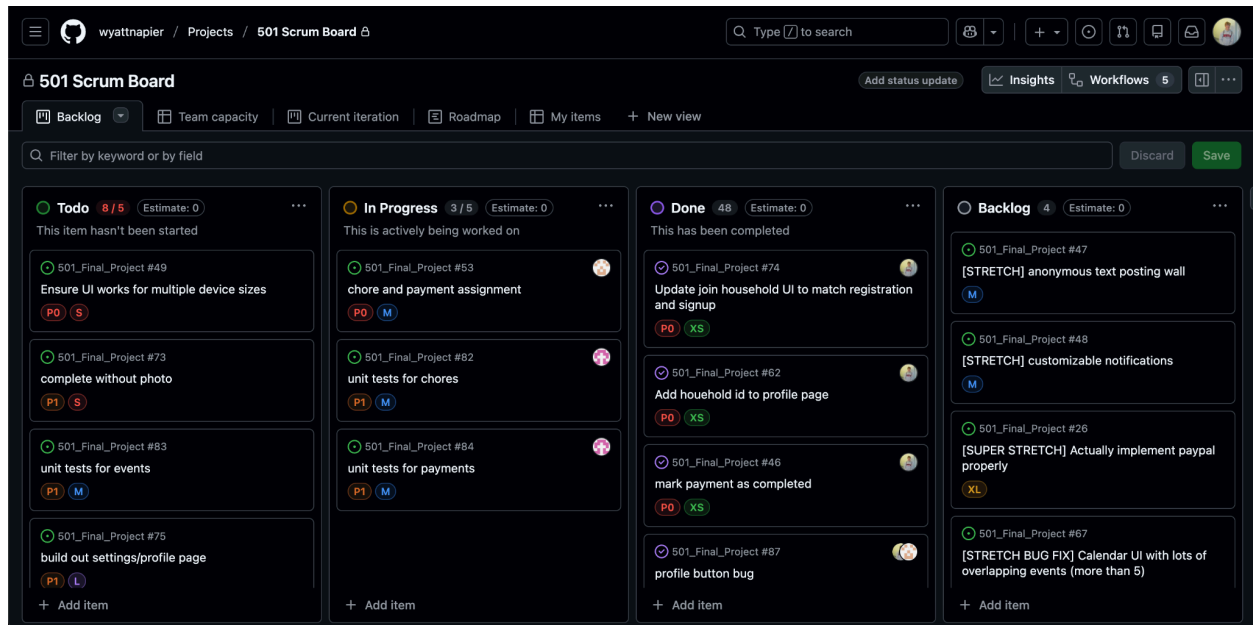 wyattnapier / Projects / 501 Scrum Board
Type / to search
501 Scrum Board
Add status update
Insights
Workflows 5
Backlog
Team capacity
Current iteration
Roadmap
My items
+ New view
Filter by keyword or by field
Discard
Save
Todo 8 / 5 Estimate: 0
This item hasn't been started
501_Final_Project #49
Ensure UI works for multiple device sizes
P0 S
501_Final_Project #73
complete without photo
P1 S
501_Final_Project #83
unit tests for events
P1 M
501_Final_Project #75
build out settings/profile page
P1 L
+ Add item
In Progress 3 / 5 Estimate: 0
This is actively being worked on
501_Final_Project #53
chore and payment assignment
P0 M
501_Final_Project #82
unit tests for chores
P1 M
501_Final_Project #84
unit tests for payments
P1 M
+ Add item
Done 48 Estimate: 0
This has been completed
501_Final_Project #74
Update join household UI to match registration
and signup
P0 XS
501_Final_Project #62
Add houehold id to profile page
P0 XS
501_Final_Project #46
mark payment as completed
P0 XS
501_Final_Project #87
profile button bug
+ Add item
Backlog 4 Estimate: 0
501_Final_Project #47
[STRETCH] anonymous text posting wall
M
501_Final_Project #48
[STRETCH] customizable notifications
M
501_Final_Project #26
[SUPER STRETCH] Actually implement paypal
properly
XL
501_Final_Project #67
[STRETCH BUG FIX] Calendar UI with lots of
overlapping events (more than 5)
+ Add item